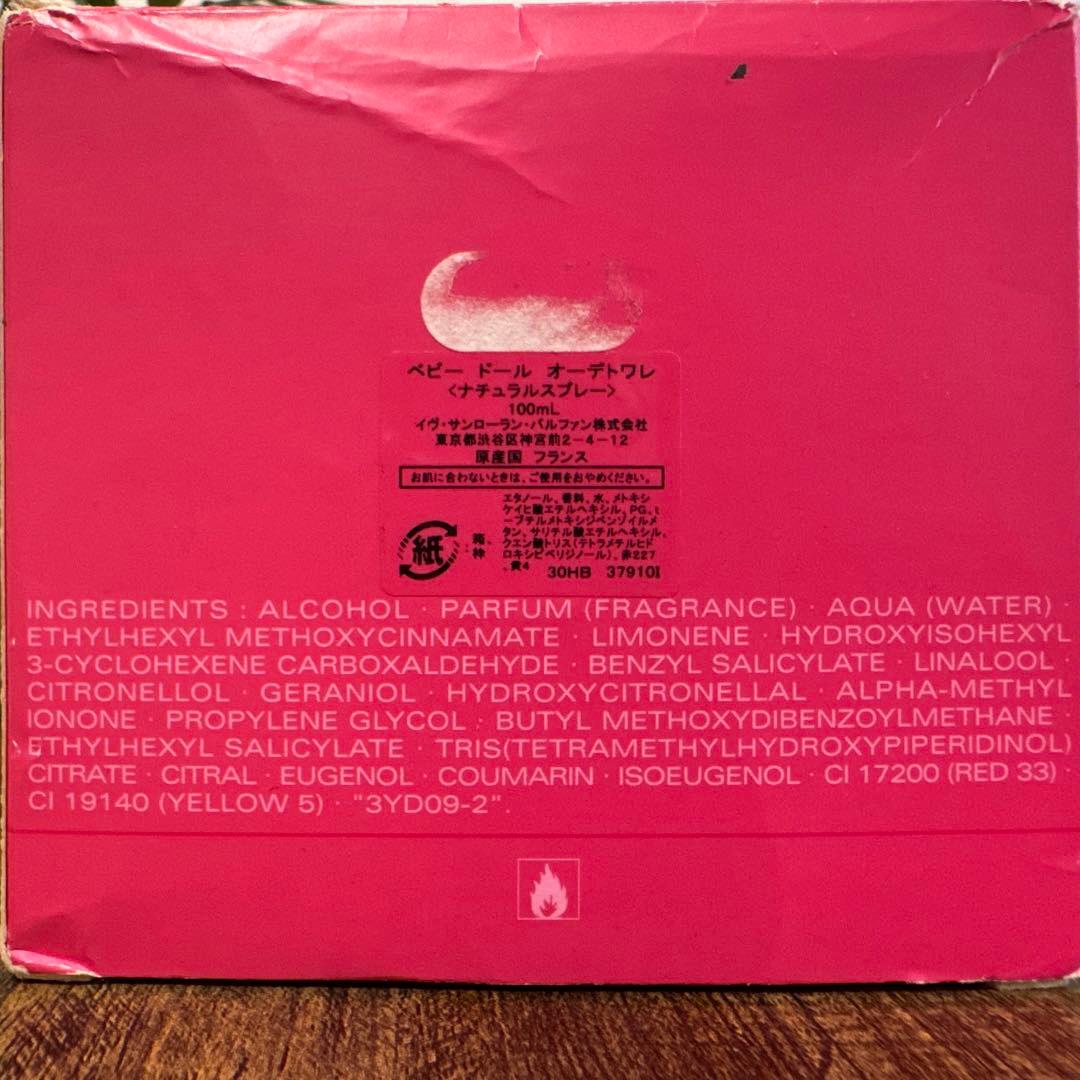 ベビー ドール オーデトワレ
<ナチュラルスプレー>
100mL
イヴ・サンローラン・パルファン株式会社
東京都渋谷区神宮前2-4-12
原産国 フランス
お肌に合わないときは、ご使用をおやめください。
エタノール、香料、水、メトキシ
ケイヒ酸エチルヘキシル、PG、t
-ブチルメトキシジベンゾイルメ
タン、サリチル酸エチルヘキシル、
クエン酸トリス(テトラメチルヒド
ロキシピペリジノール)、赤227
、黄4
紙
箱、
枠
30HB 37910I
INGREDIENTS : ALCOHOL · PARFUM (FRAGRANCE) · AQUA (WATER) ·
ETHYLHEXYL METHOXYCINNAMATE · LIMONENE · HYDROXYISOHEXYL
3-CYCLOHEXENE CARBOXALDEHYDE · BENZYL SALICYLATE · LINALOOL ·
CITRONELLOL · GERANIOL · HYDROXYCITRONELLAL · ALPHA-METHYL
IONONE · PROPYLENE GLYCOL · BUTYL METHOXYDIBENZOYLMETHANE ·
ETHYLHEXYL SALICYLATE · TRIS(TETRAMETHYLHYDROXYPIPERIDINOL)
CITRATE · CITRAL · EUGENOL · COUMARIN · ISOEUGENOL · CI 17200 (RED 33) ·
CI 19140 (YELLOW 5) · "3YD09-2".